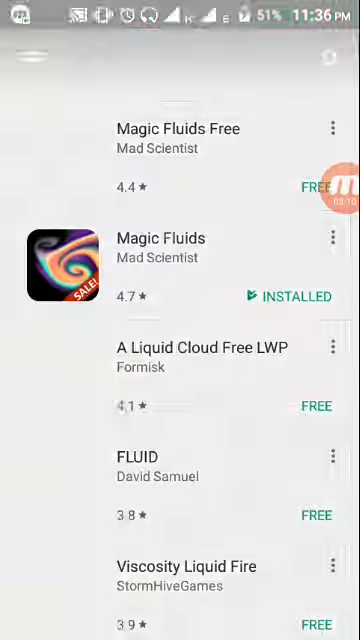 51% 11:36 PM
Magic Fluids Free
Mad Scientist
4.4 ★ FREE
03:10
Magic Fluids
Mad Scientist
SALE!
4.7 ★ INSTALLED
A Liquid Cloud Free LWP
Formisk
4.1 ★ FREE
FLUID
David Samuel
3.8 ★ FREE
Viscosity Liquid Fire
StormHiveGames
3.9 ★ FREE